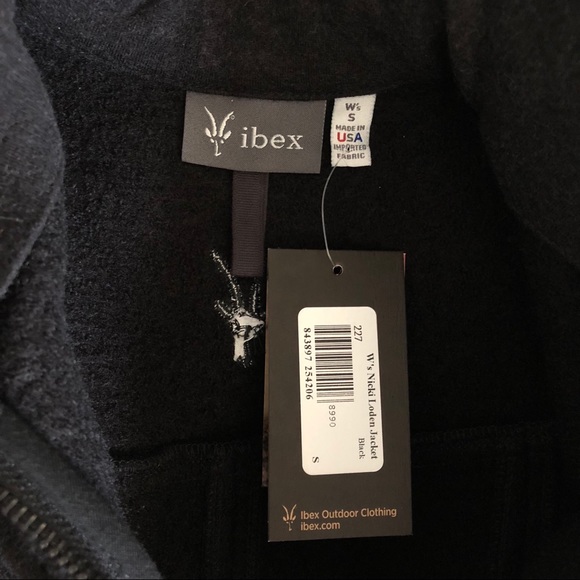 ibex
W's
S
MADE IN
USA
IMPORTED
FABRIC
W's Nicki Loden Jacket
Black
227
8990
843897 254206
S
Ibex Outdoor Clothing
ibex.com